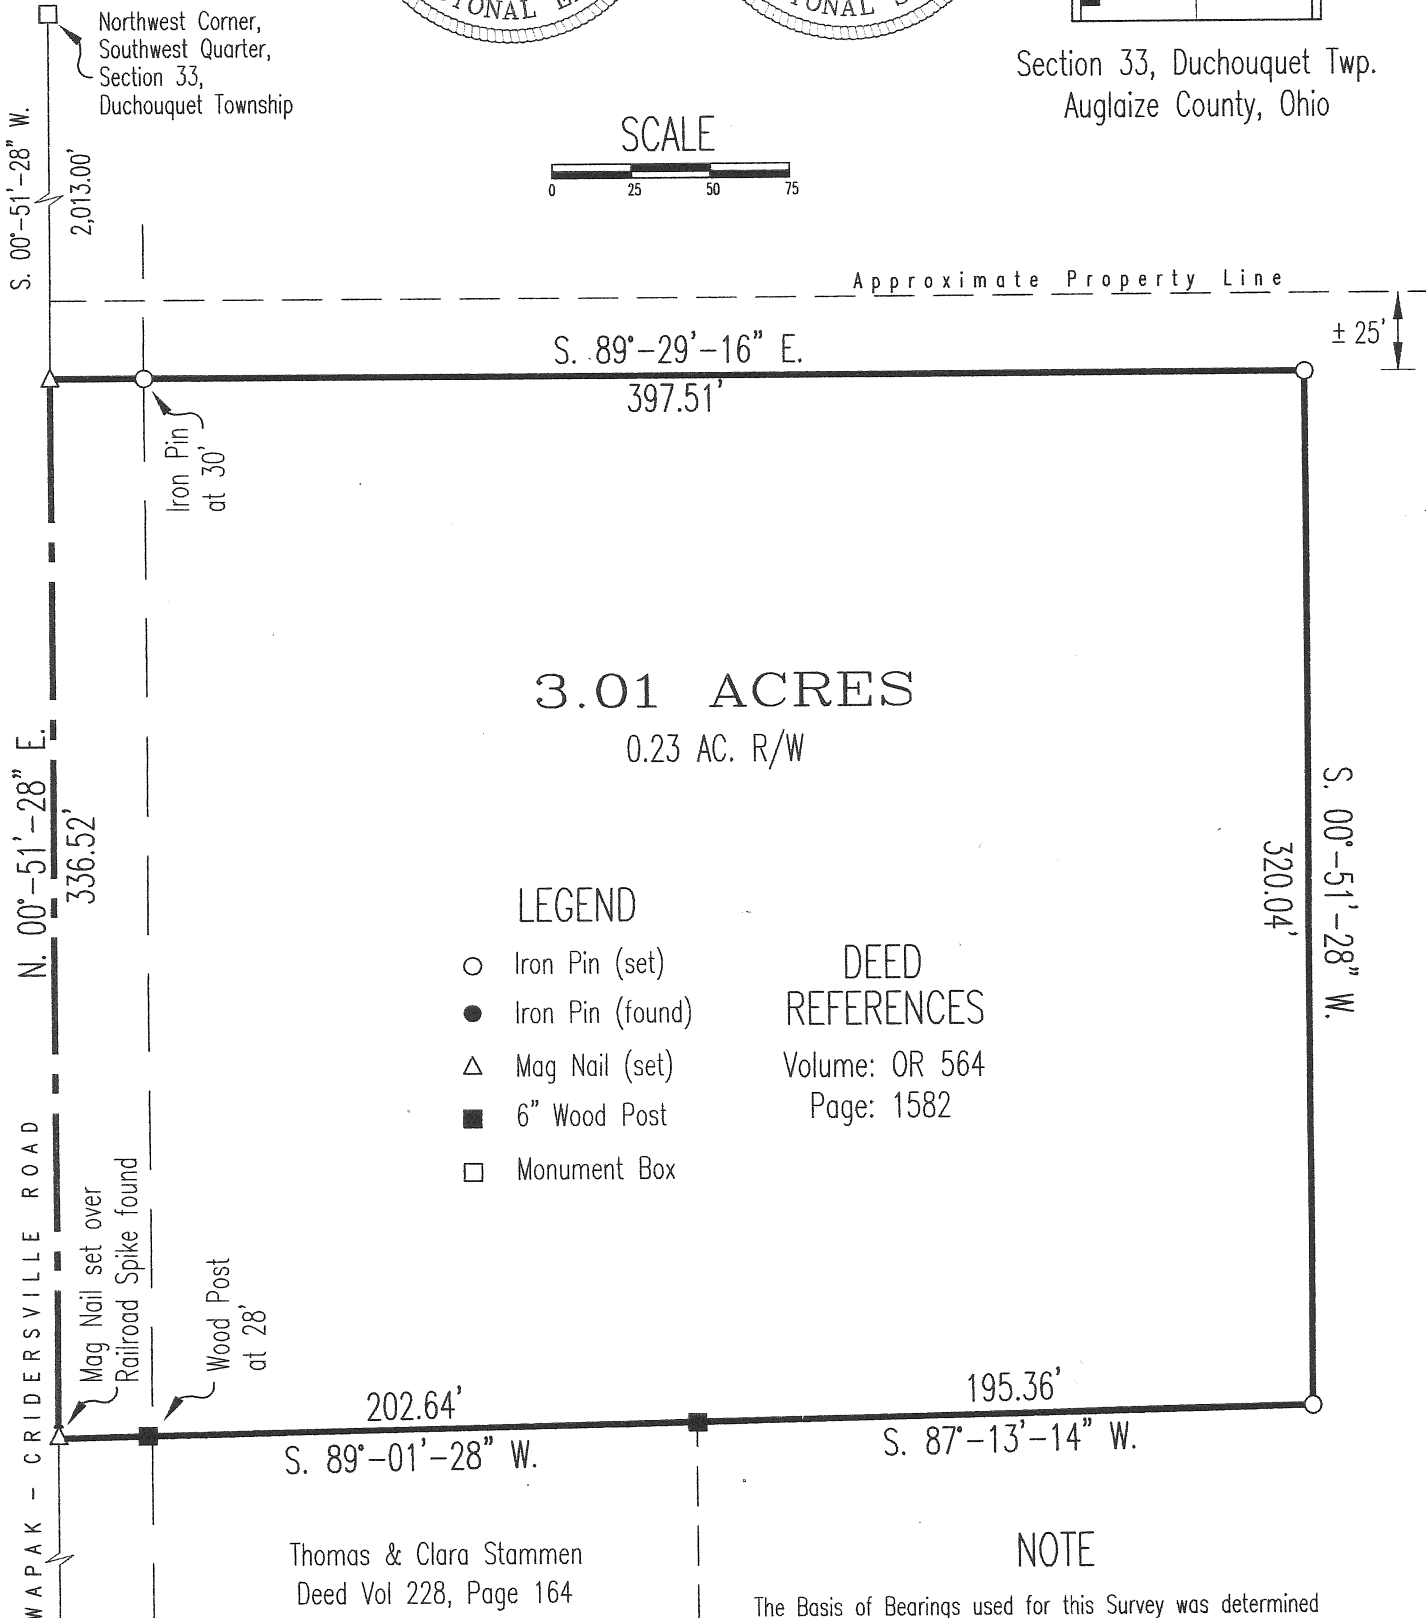 Northwest Corner,
Southwest Quarter,
Section 33,
Duchouquet Township
S. 00°-51'-28" W.
2,013.00'
SCALE
0 25 50 75
Section 33, Duchouquet Twp.
Auglaize County, Ohio
Approximate Property Line
± 25'
S. 89°-29'-16" E.
397.51'
Iron Pin
at 30'
3.01 ACRES
0.23 AC. R/W
N. 00°-51'-28" E.
336.52'
S. 00°-51'-28" W.
320.04'
LEGEND
Iron Pin (set)
Iron Pin (found)
Mag Nail (set)
6" Wood Post
Monument Box
DEED
REFERENCES
Volume: OR 564
Page: 1582
WAPAK - CRIDERSVILLE ROAD
Mag Nail set over
Railroad Spike found
Wood Post
at 28'
202.64'
S. 89°-01'-28" W.
195.36'
S. 87°-13'-14" W.
Thomas & Clara Stammen
Deed Vol 228, Page 164
NOTE
The Basis of Bearings used for this Survey was determined